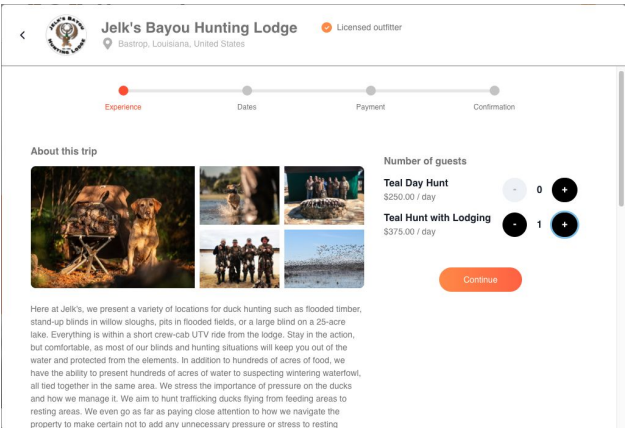 JELK'S BAYOU
HUNTING LODGE
Jelk's Bayou Hunting Lodge
Licensed outfitter
Bastrop, Louisiana, United States
Experience
Dates
Payment
Confirmation
About this trip
Here at Jelk's, we present a variety of locations for duck hunting such as flooded timber,
stand-up blinds in willow sloughs, pits in flooded fields, or a large blind on a 25-acre
lake. Everything is within a short crew-cab UTV ride from the lodge. Stay in the action,
but comfortable, as most of our blinds and hunting situations will keep you out of the
water and protected from the elements. In addition to hundreds of acres of food, we
have the ability to present hundreds of acres of water to suspecting wintering waterfowl,
all tied together in the same area. We stress the importance of pressure on the ducks
and how we manage it. We aim to hunt trafficking ducks flying from feeding areas to
resting areas. We even go as far as paying close attention to how we navigate the
property to make certain not to add any unnecessary pressure or stress to resting
Number of guests
Teal Day Hunt
$250.00 / day
- 0 +
Teal Hunt with Lodging
$375.00 / day
- 1 +
Continue